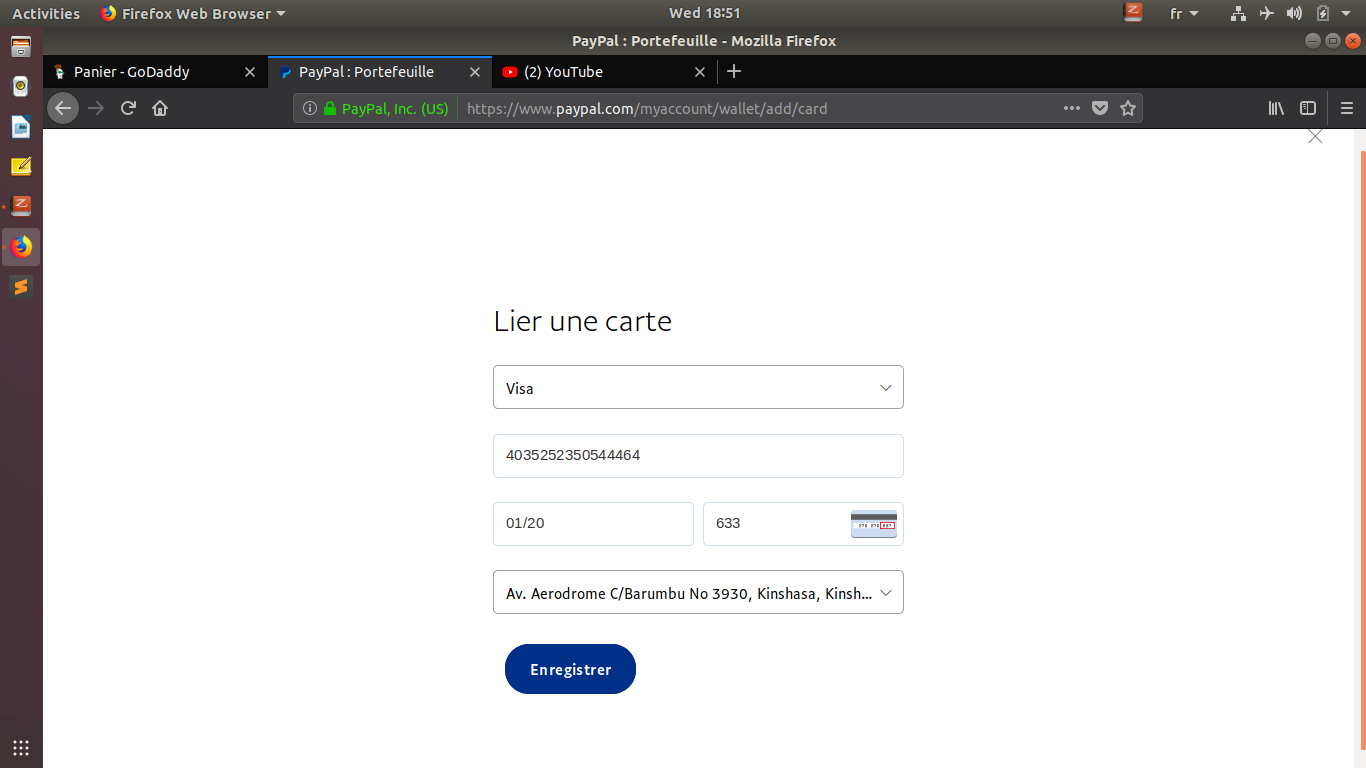 Activities Firefox Web Browser Wed 18:51 fr
PayPal : Portefeuille - Mozilla Firefox
Panier - GoDaddy PayPal : Portefeuille (2) YouTube
PayPal, Inc. (US) https://www.paypal.com/myaccount/wallet/add/card
Lier une carte
Visa
4035252350544464
01/20 633
Av. Aerodrome C/Barumbu No 3930, Kinshasa, Kinsh...
Enregistrer